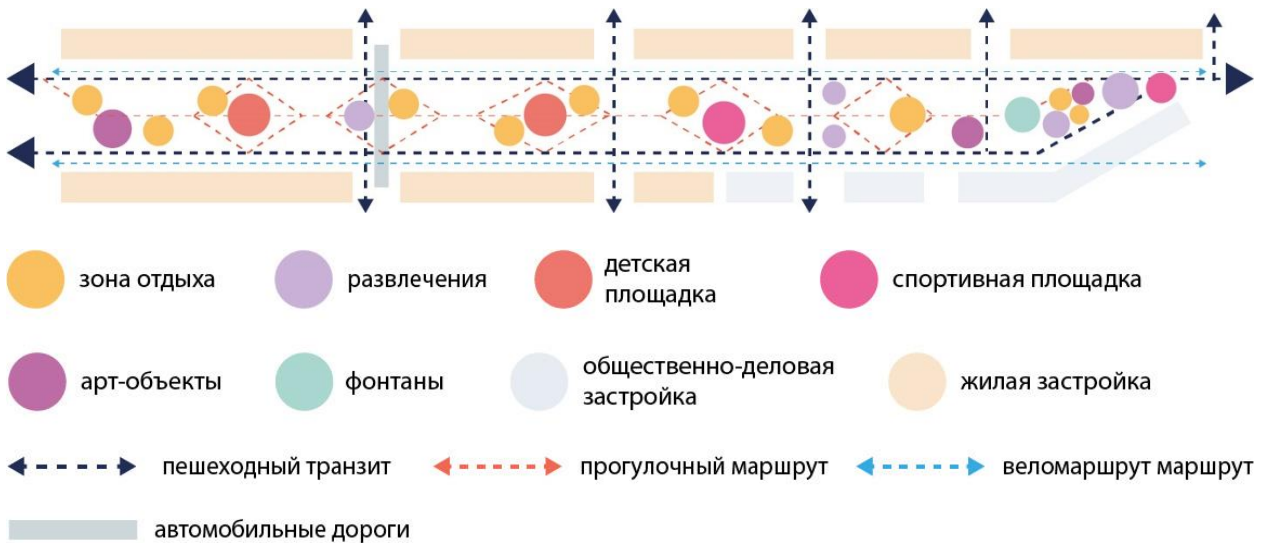 зона отдыха
развлечения
детская
площадка
спортивная площадка
арт-объекты
фонтаны
общественно-деловая
застройка
жилая застройка
пешеходный транзит
прогулочный маршрут
веломаршрут маршрут
автомобильные дороги